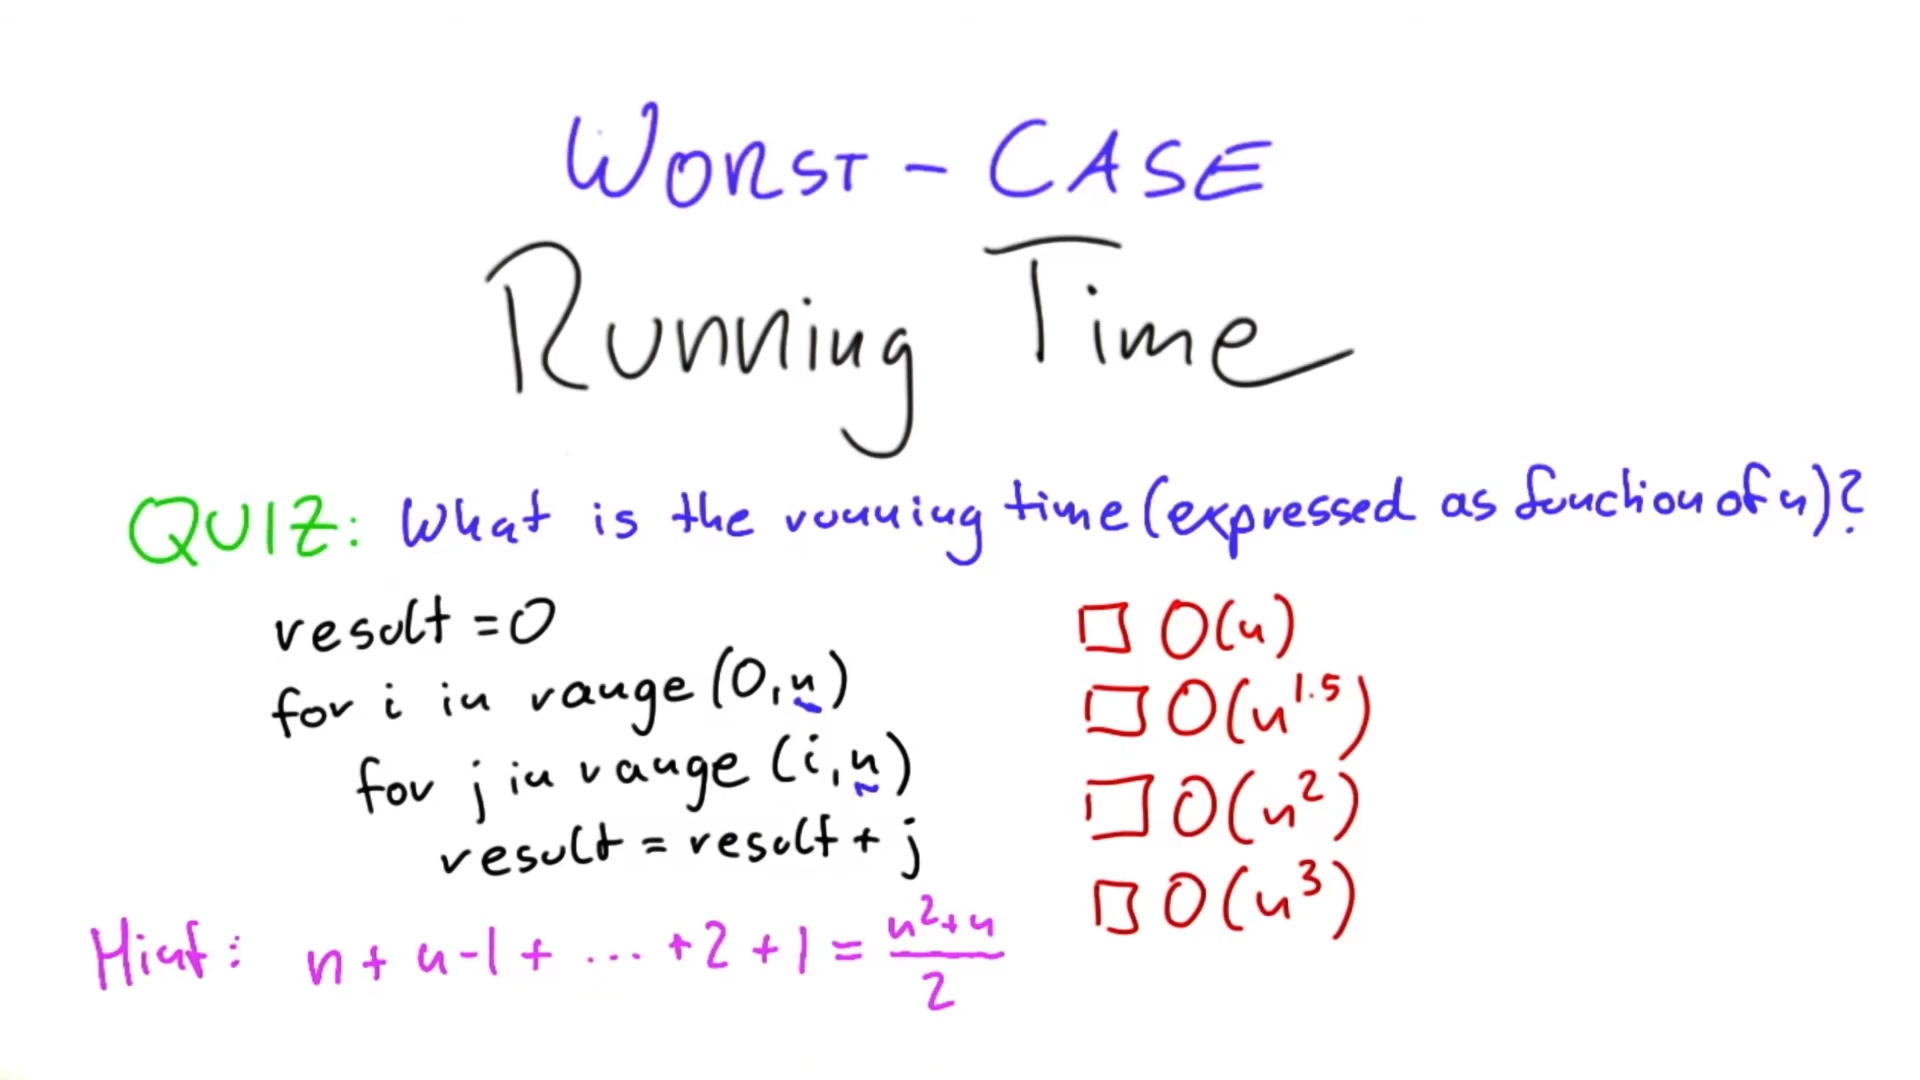 WORST-CASE
Running Time
QUIZ: What is the running time (expressed as function of n)?
result = 0
for i in range (0,n)
for j in range (i,n)
result = result + j
Hint: n + n-1 + ... +2 +1 = n²+n / 2
O(n)
O(n^1.5)
O(n²)
O(n³)